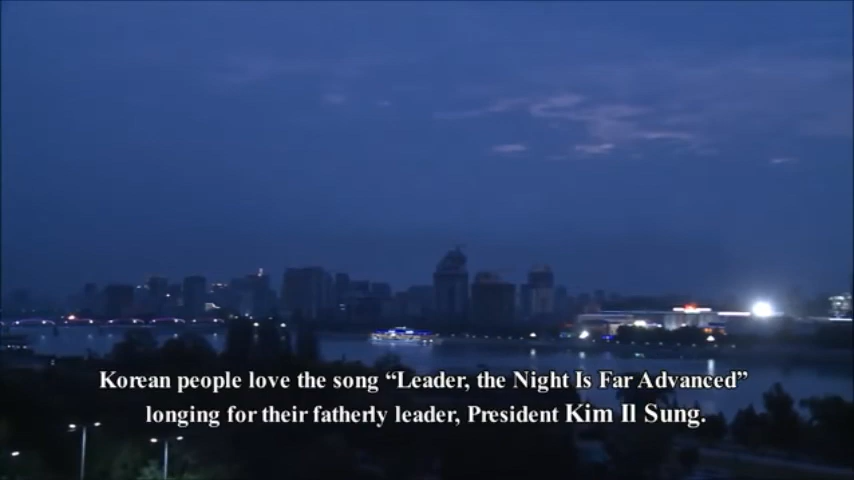 Korean people love the song “Leader, the Night Is Far Advanced”
longing for their fatherly leader, President Kim Il Sung.